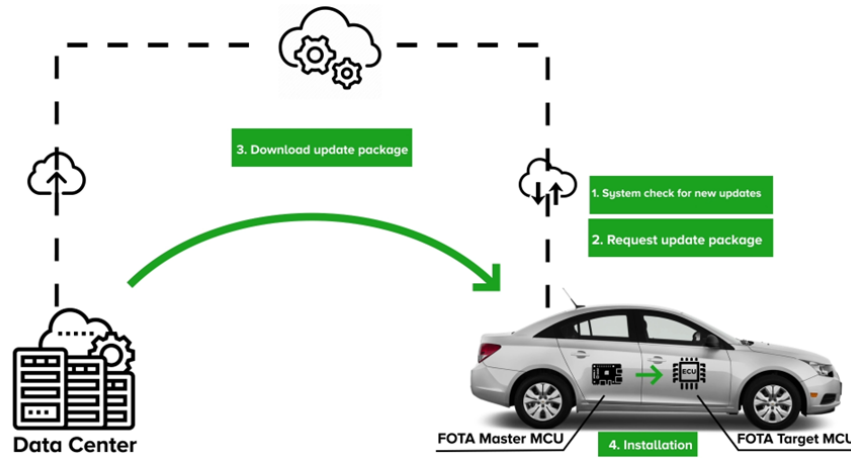 3. Download update package
1. System check for new updates
2. Request update package
ECU
Data Center
FOTA Master MCU
4. Installation
FOTA Target MCU